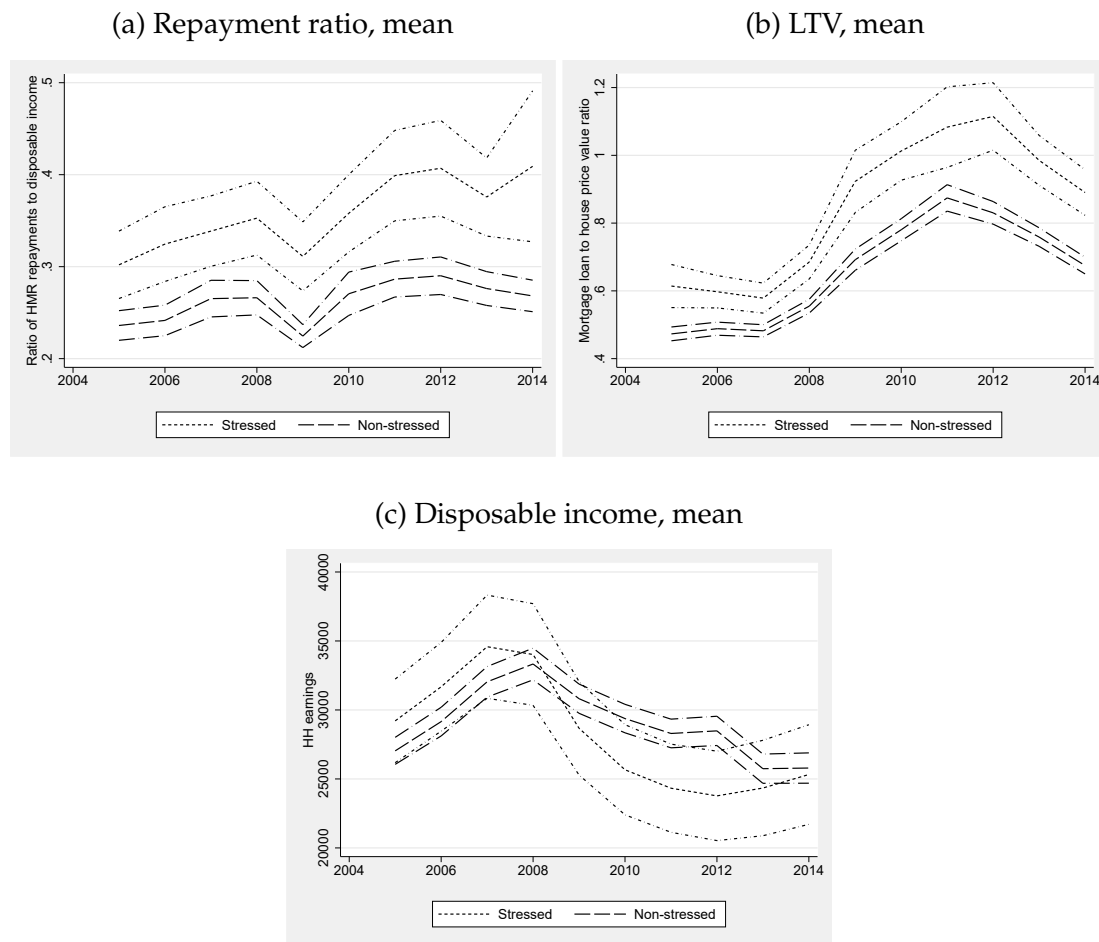 (a) Repayment ratio, mean
(b) LTV, mean
Ratio of HMR repayments to disposable income
.5
.4
.3
.2
2004 2006 2008 2010 2012 2014
Stressed Non-stressed
Mortgage loan to house price value ratio
1.2
1
.8
.6
.4
2004 2006 2008 2010 2012 2014
Stressed Non-stressed
(c) Disposable income, mean
HH earnings
40000
35000
30000
25000
20000
2004 2006 2008 2010 2012 2014
Stressed Non-stressed